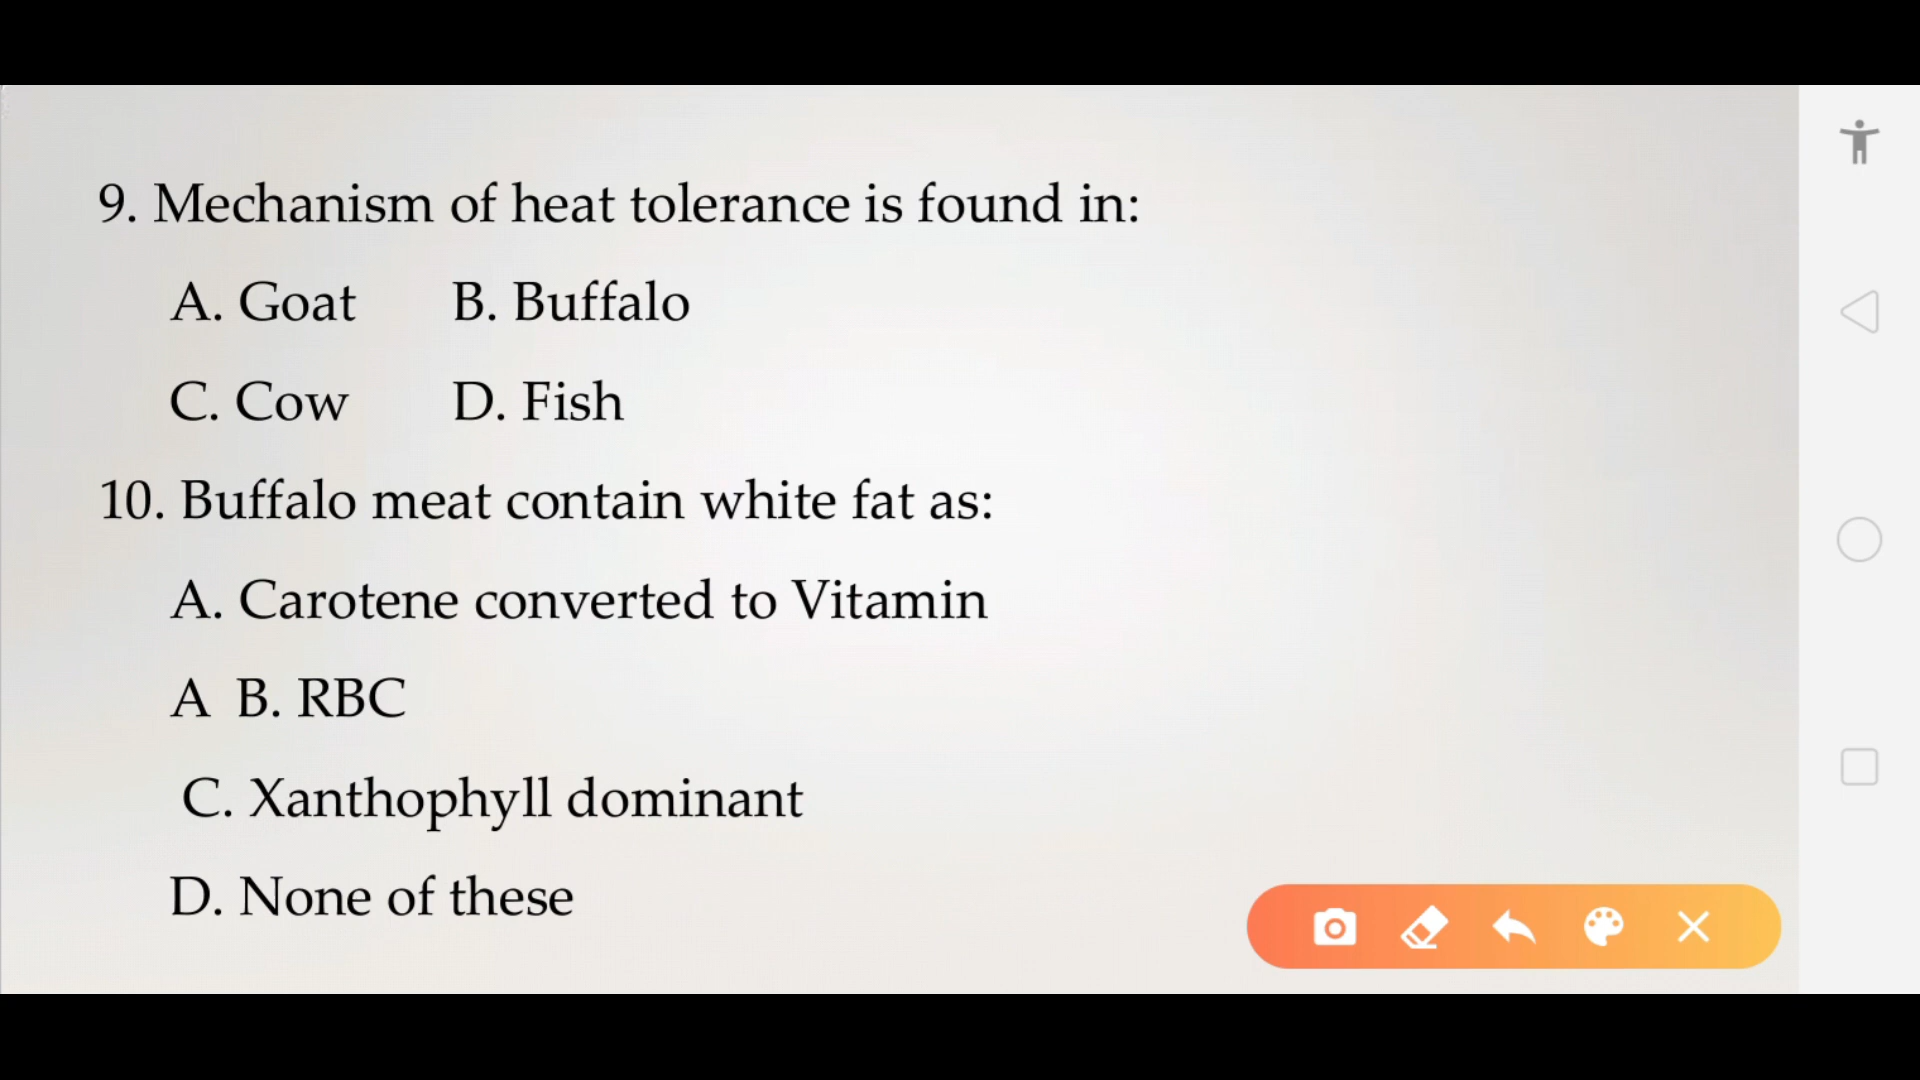 9. Mechanism of heat tolerance is found in:
A. Goat B. Buffalo
C. Cow D. Fish
10. Buffalo meat contain white fat as:
A. Carotene converted to Vitamin
A B. RBC
C. Xanthophyll dominant
D. None of these